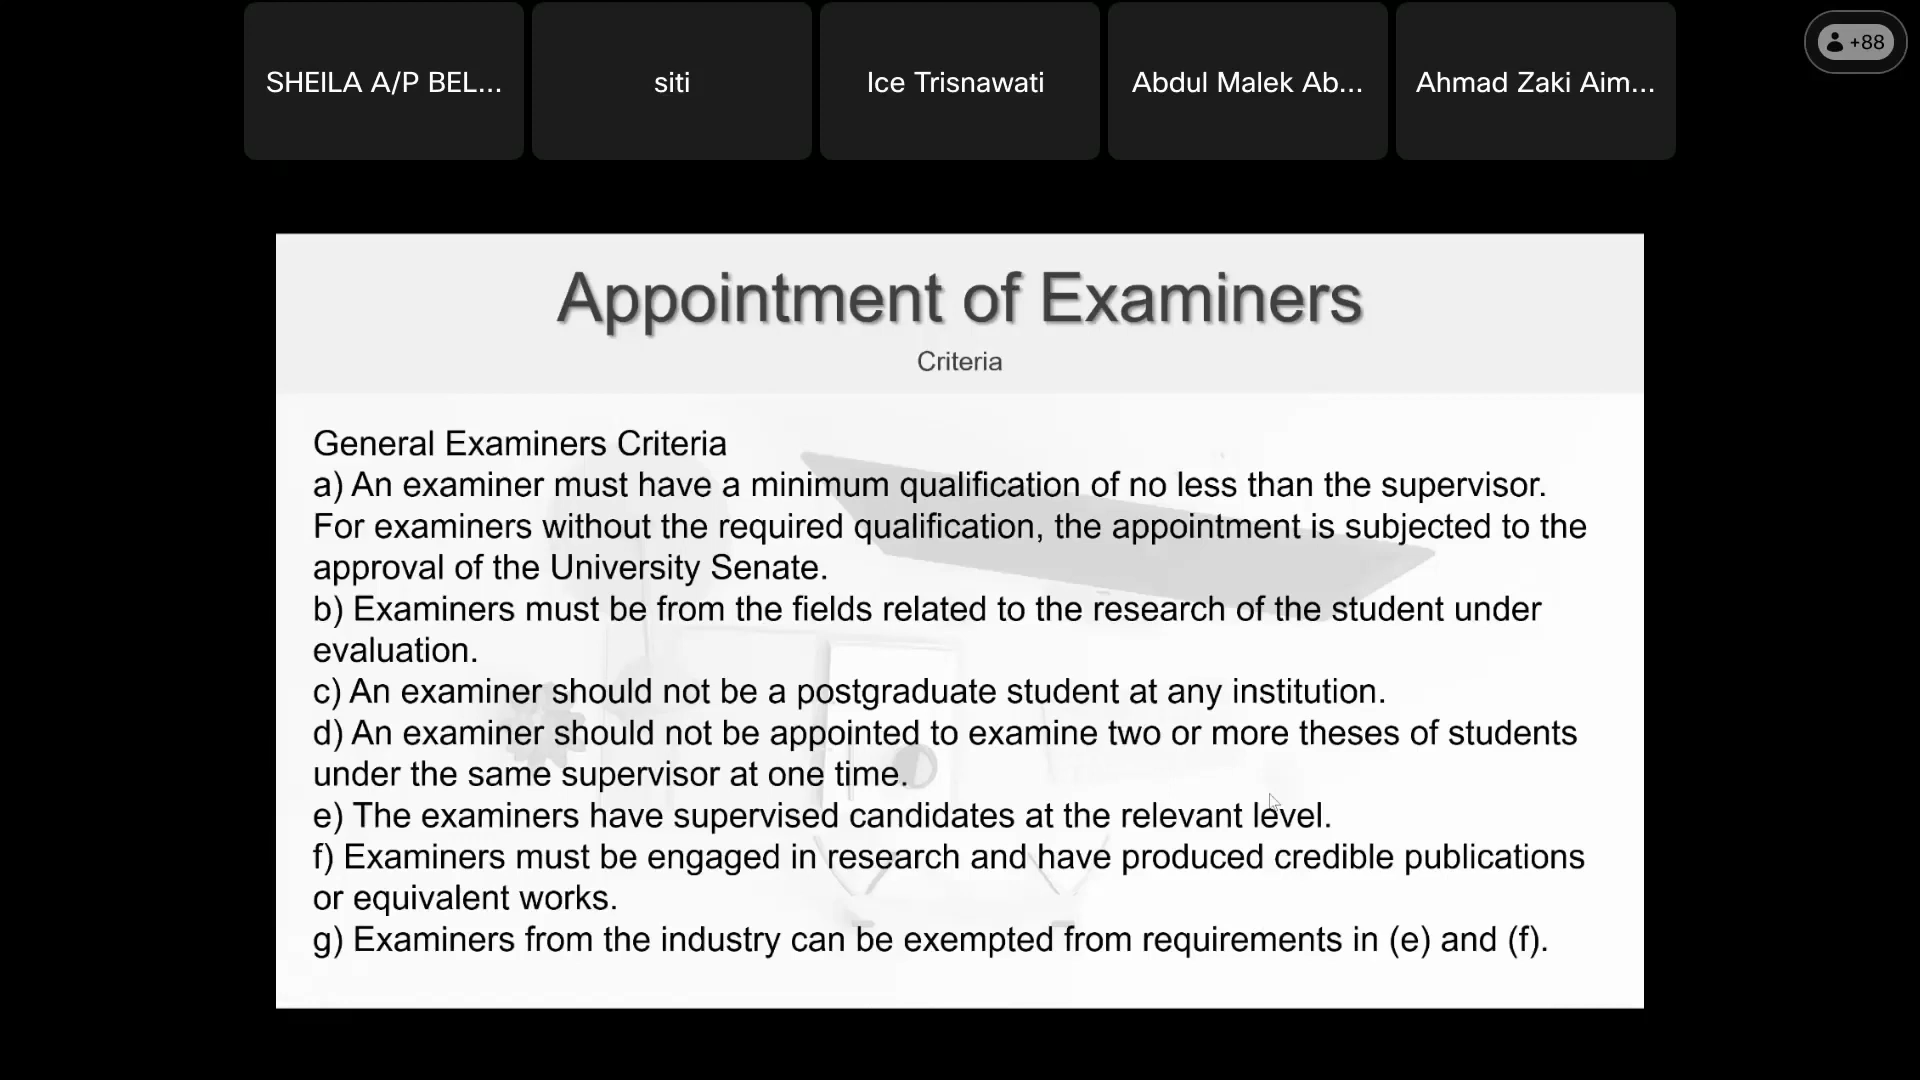 SHEILA A/P BEL...
siti
Ice Trisnawati
Abdul Malek Ab...
Ahmad Zaki Aim...
+88
Appointment of Examiners
Criteria
General Examiners Criteria
a) An examiner must have a minimum qualification of no less than the supervisor.
For examiners without the required qualification, the appointment is subjected to the
approval of the University Senate.
b) Examiners must be from the fields related to the research of the student under
evaluation.
c) An examiner should not be a postgraduate student at any institution.
d) An examiner should not be appointed to examine two or more theses of students
under the same supervisor at one time.
e) The examiners have supervised candidates at the relevant level.
f) Examiners must be engaged in research and have produced credible publications
or equivalent works.
g) Examiners from the industry can be exempted from requirements in (e) and (f).